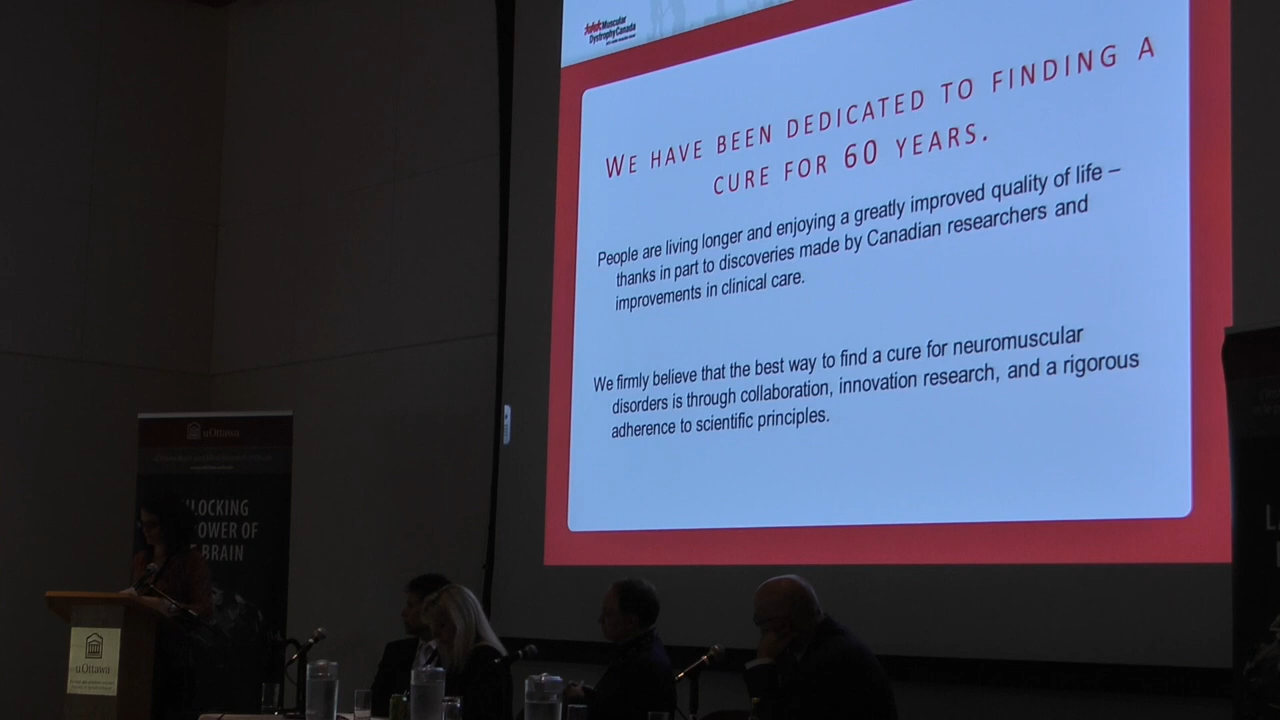 Muscular
DystrophyCanada
WE HAVE BEEN DEDICATED TO FINDING A
CURE FOR 60 YEARS.
People are living longer and enjoying a greatly improved quality of life –
thanks in part to discoveries made by Canadian researchers and
improvements in clinical care.
We firmly believe that the best way to find a cure for neuromuscular
disorders is through collaboration, innovation research, and a rigorous
adherence to scientific principles.
uOttawa
LOCKING
OWER OF
BRAIN
uOttawa